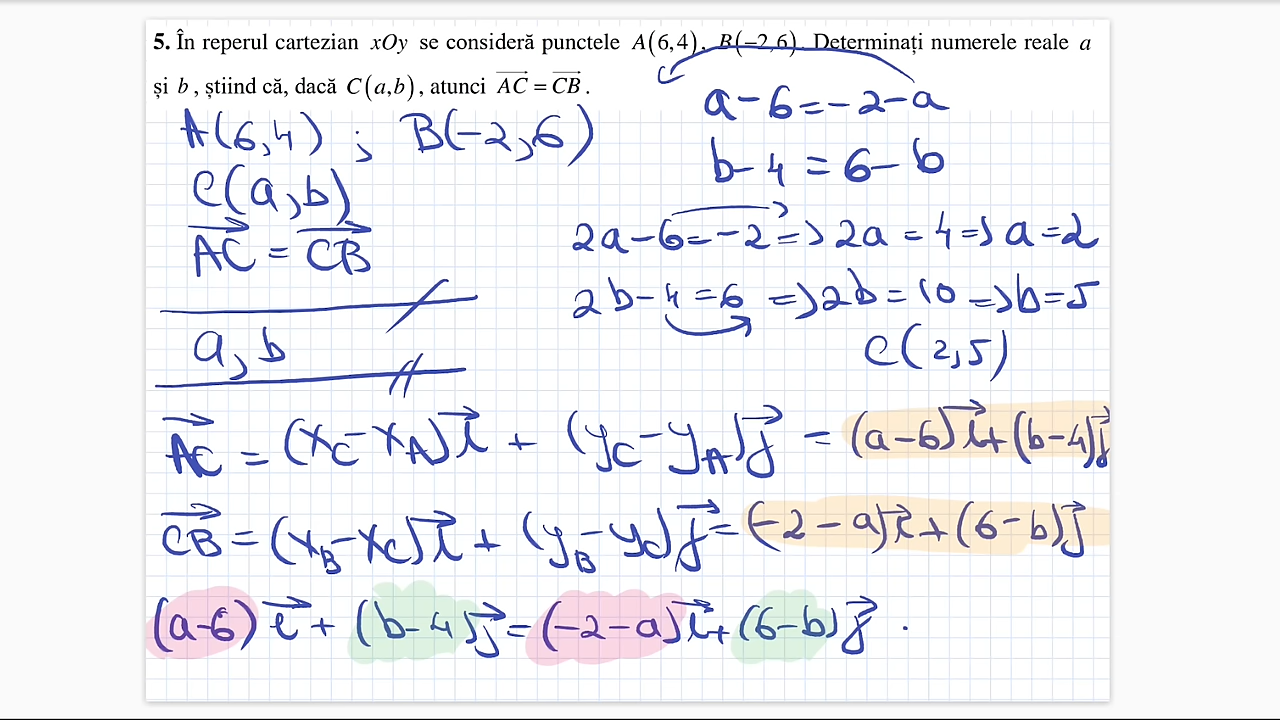 5. În reperul cartezian xOy se consideră punctele A(6,4), B(−2,6). Determinați numerele reale a
și b, știind că, dacă C(a,b), atunci AC⃗ = CB⃗.
A(6,4) ; B(−2,6)
C(a,b)
AC⃗ = CB⃗
a, b
a−6=−2−a
b−4=6−b
2a−6=−2=>2a=4=>a=2
2b−4=6 =>2b=10=>b=5
C(2,5)
AC⃗ = (xC−xA)i⃗ + (yC−yA)j⃗ = (a−6)i⃗+(b−4)j⃗
CB⃗ = (xB−xC)i⃗ + (yB−yC)j⃗ = (−2−a)i⃗+(6−b)j⃗
(a−6)i⃗ + (b−4)j⃗ = (−2−a)i⃗+(6−b)j⃗ .